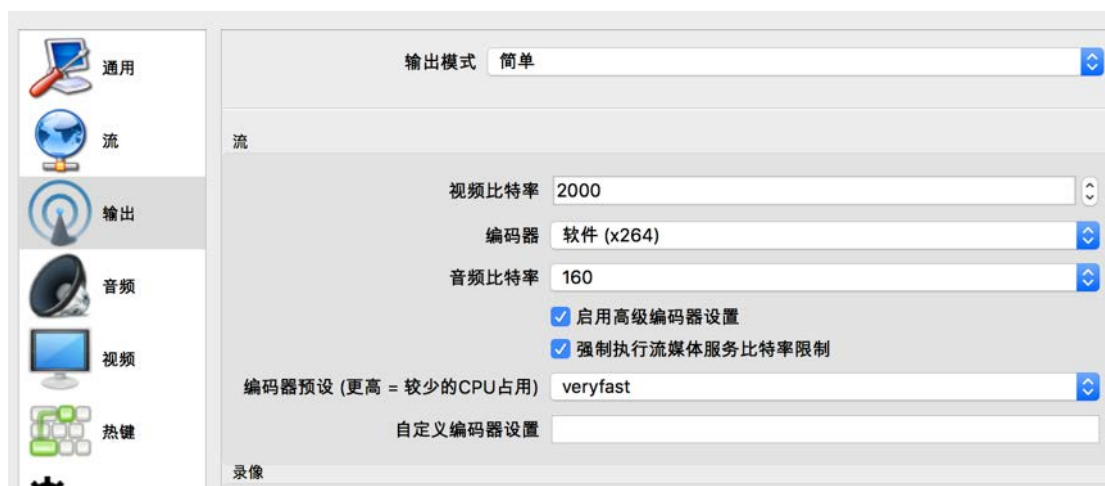 通用
流
输出
音频
视频
热键
输出模式 简单
流
视频比特率 2000
编码器 软件 (x264)
音频比特率 160
启用高级编码器设置
强制执行流媒体服务比特率限制
编码器预设 (更高 = 较少的CPU占用) veryfast
自定义编码器设置
录像